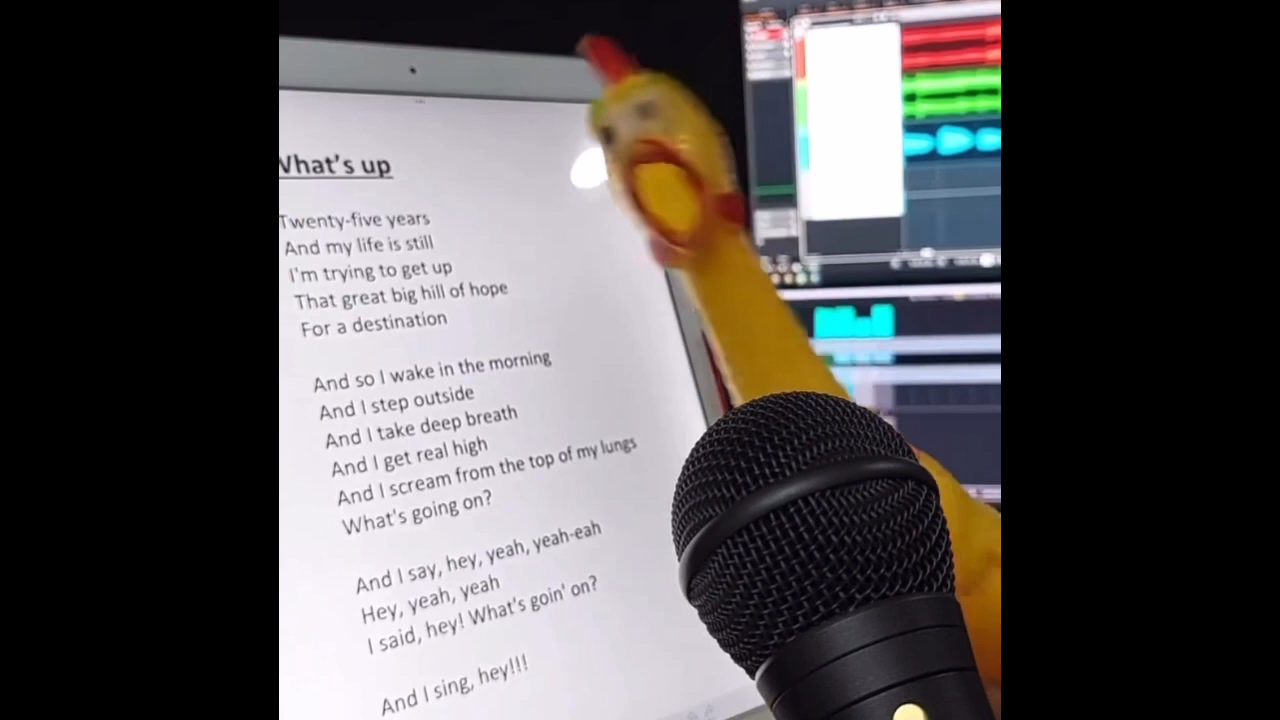 What's up
Twenty-five years
And my life is still
I'm trying to get up
That great big hill of hope
For a destination
And so I wake in the morning
And I step outside
And I take deep breath
And I get real high
And I scream from the top of my lungs
What's going on?
And I say, hey, yeah, yeah-eah
Hey, yeah, yeah
I said, hey! What's goin' on?
And I sing, hey!!!